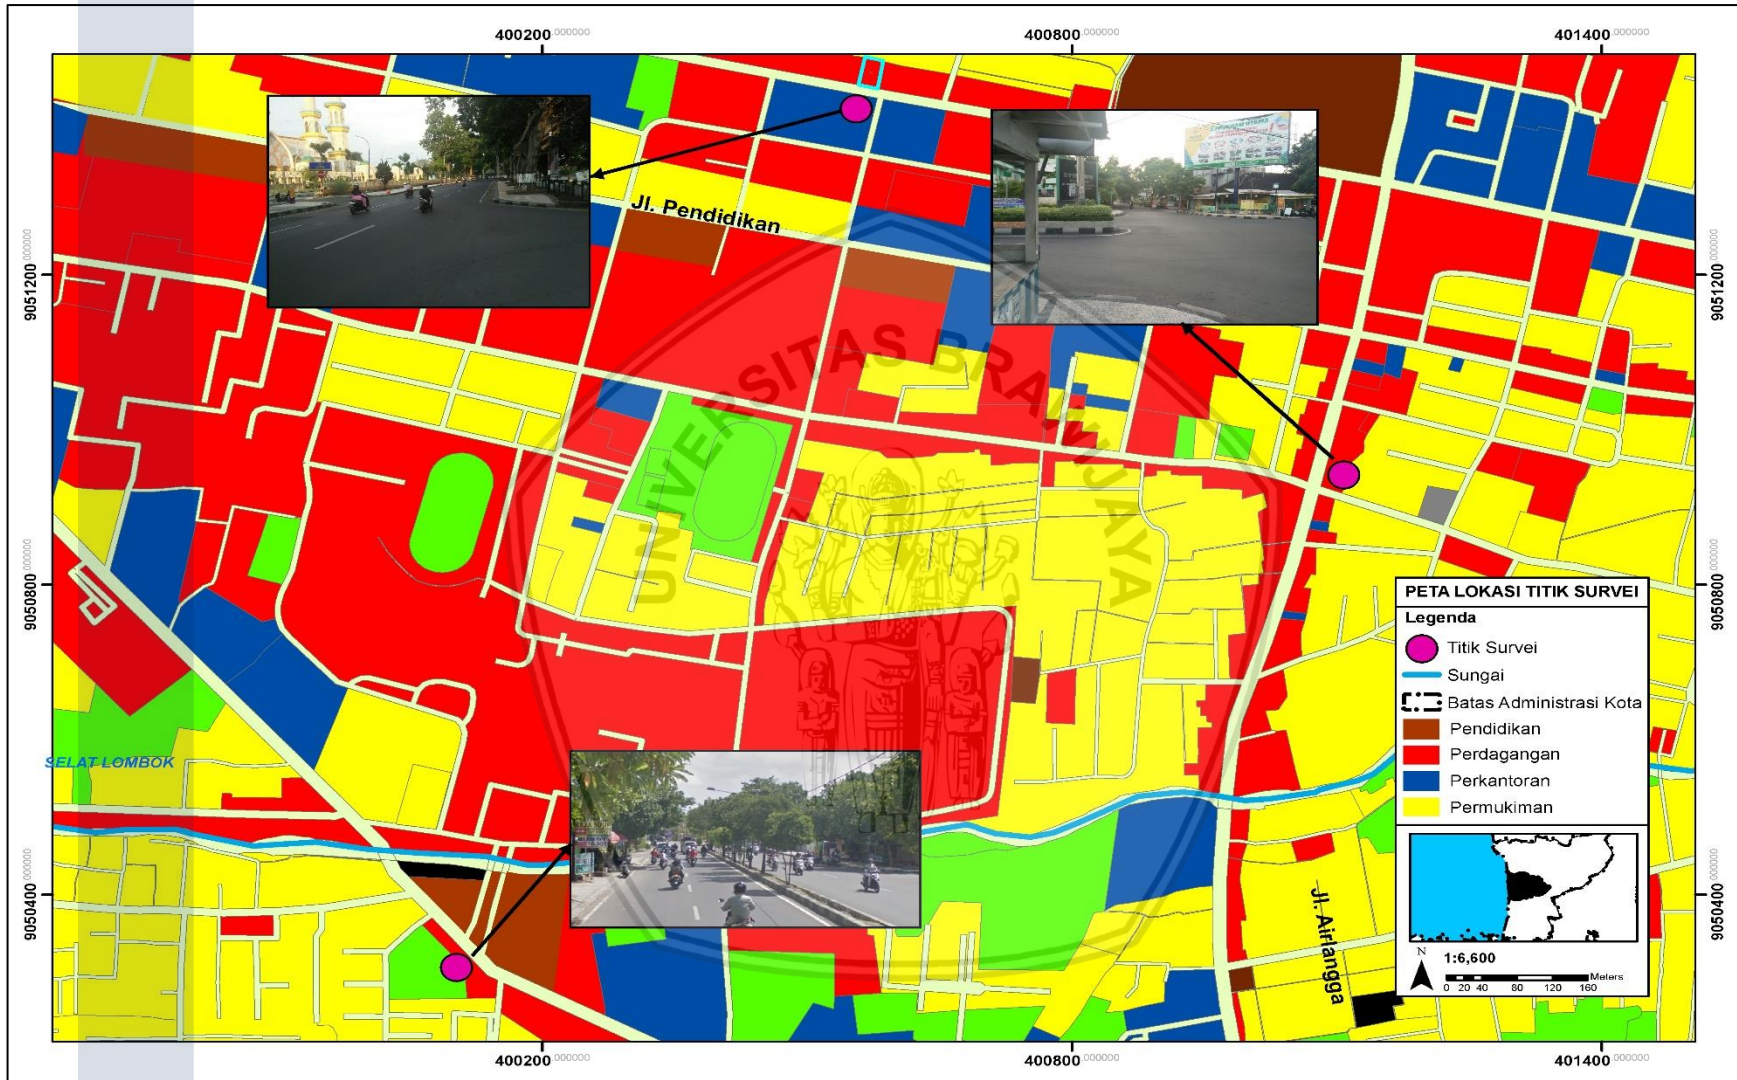 400200.000000
400800.000000
401400.000000
Jl. Pendidikan
9051200.000000
9051200.000000
UNIVERSITAS BRAWIJAYA
9050800.000000
9050800.000000
PETA LOKASI TITIK SURVEI
Legenda
Titik Survei
Sungai
Batas Administrasi Kota
Pendidikan
Perdagangan
Perkantoran
Permukiman
SELAT LOMBOK
9050400.000000
9050400.000000
Jl. Airlangga
N
1:6,600
Meters
0 20 40 80 120 160
400200.000000
400800.000000
401400.000000